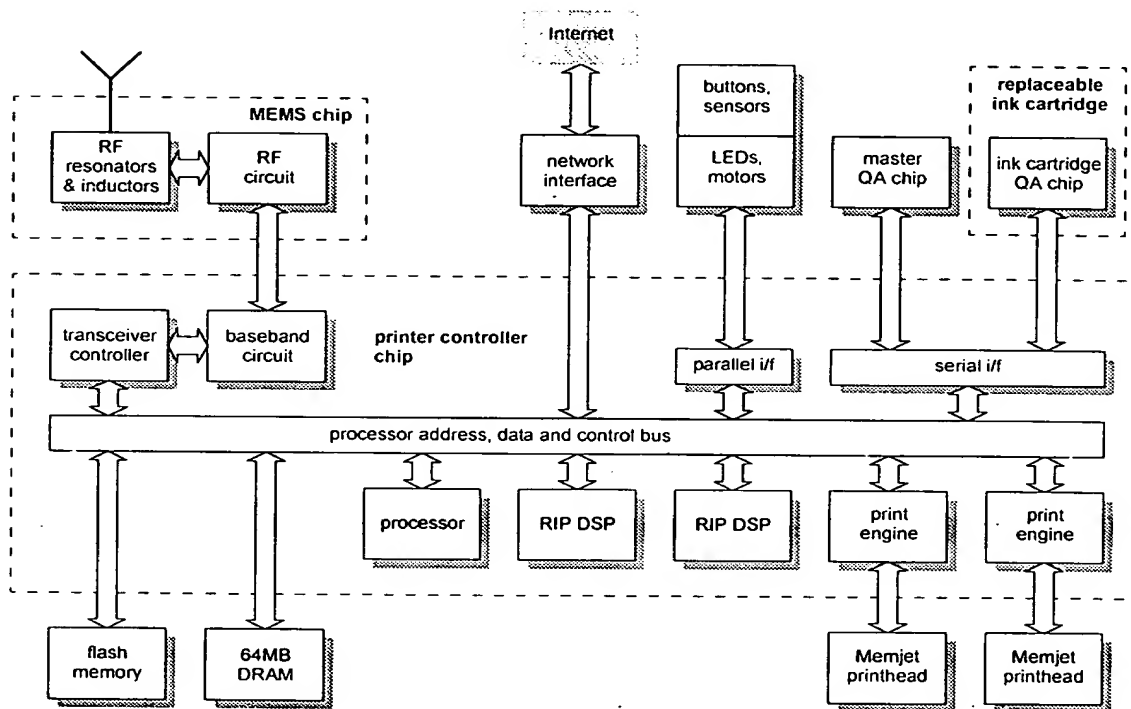 Internet
MEMS chip
RF
resonators
& inductors
RF
circuit
network
interface
buttons,
sensors
LEDs,
motors
master
QA chip
replaceable
ink cartridge
ink cartridge
QA chip
transceiver
controller
baseband
circuit
printer controller
chip
parallel i/f
serial i/f
processor address, data and control bus
processor
RIP DSP
RIP DSP
print
engine
print
engine
flash
memory
64MB
DRAM
Memjet
printhead
Memjet
printhead